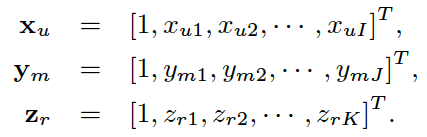 x_u = [1, x_{u1}, x_{u2}, ⋯ , x_{uI}]^T,
y_m = [1, y_{m1}, y_{m2}, ⋯ , y_{mJ}]^T,
z_r = [1, z_{r1}, z_{r2}, ⋯ , z_{rK}]^T.